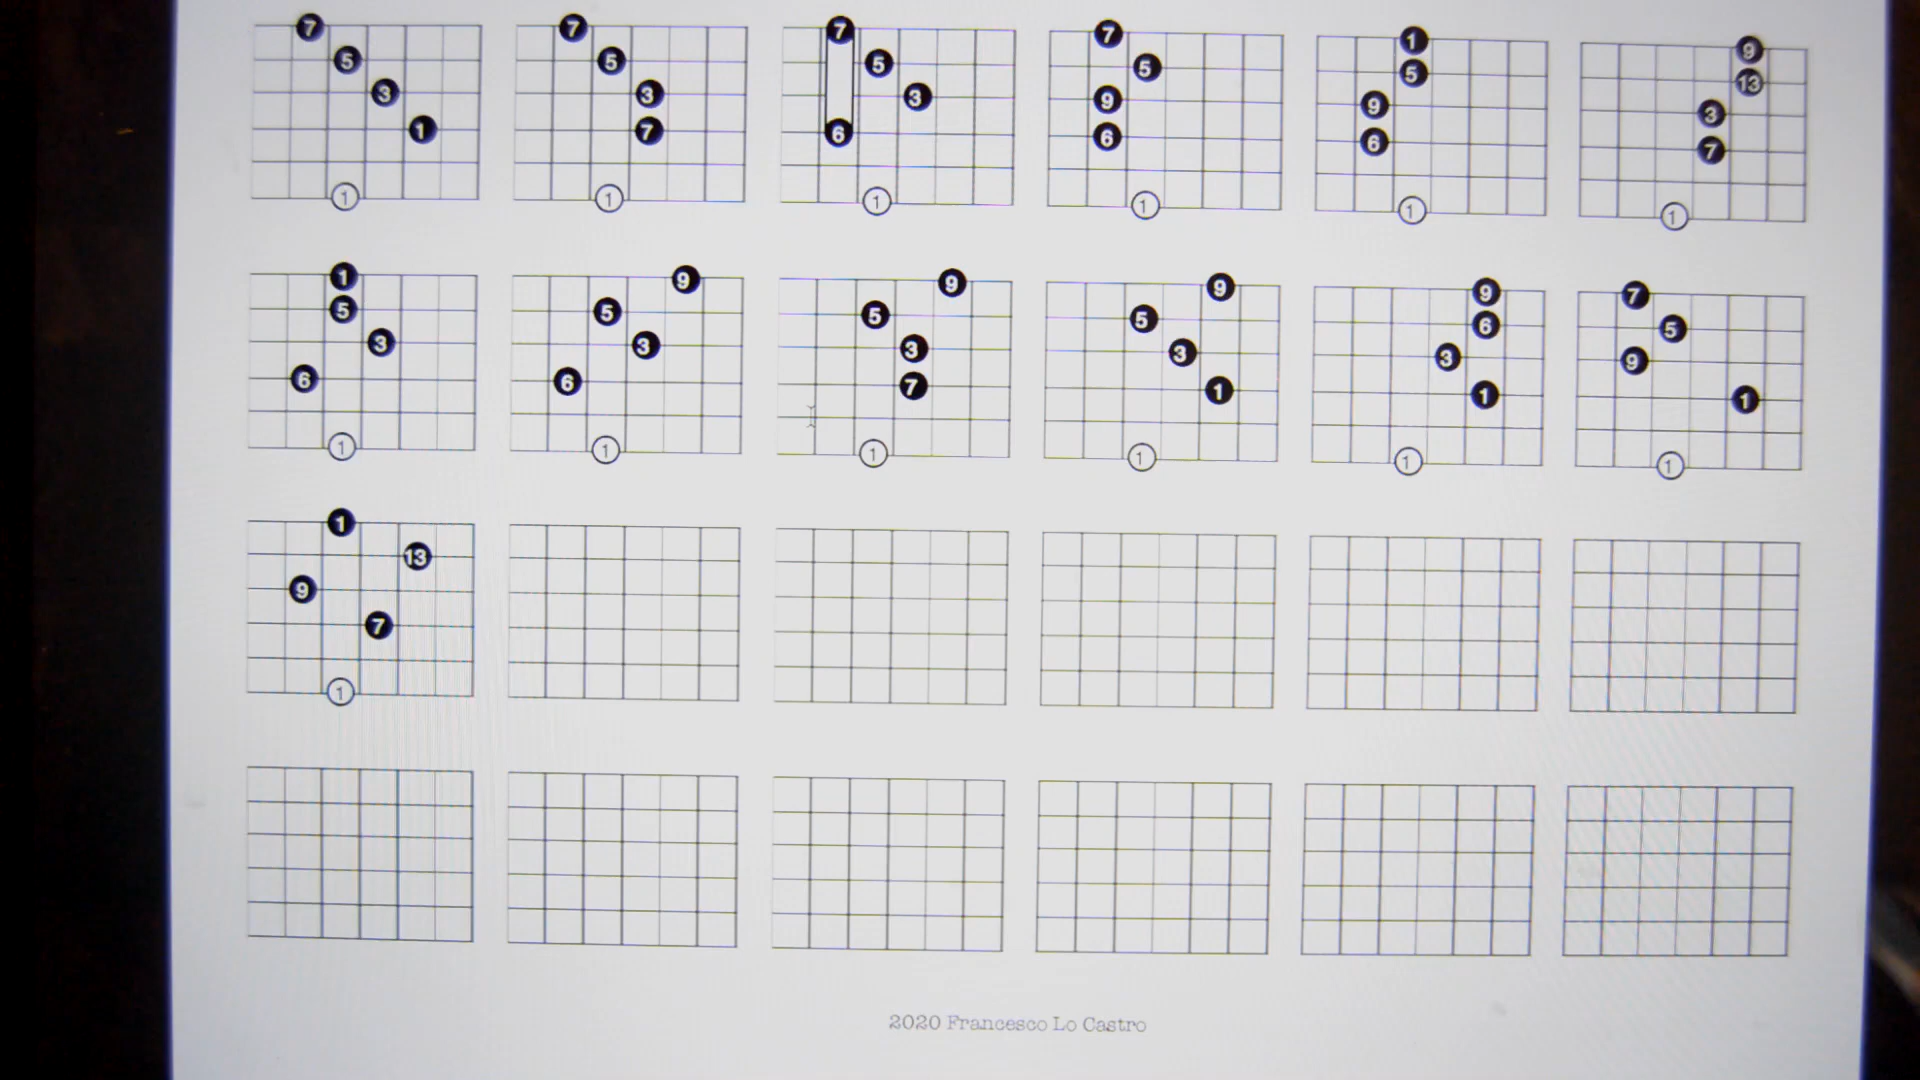 7 7 7 7 1 9
5 5 5 5 5 13
3 3 3 9 9 3
1 7 6 6 6 7
1 1 1 1 1 1
1 9 9 9 9 7
5 5 5 5 6 5
3 3 3 3 3 9
6 6 7 1 1 1
1 1 1 1 1 1
1
13
9
7
1
2020 Francesco Lo Castro